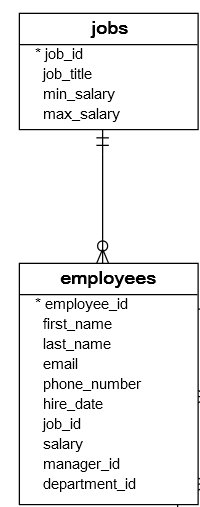 jobs
* job_id
job_title
min_salary
max_salary
employees
* employee_id
first_name
last_name
email
phone_number
hire_date
job_id
salary
manager_id
department_id